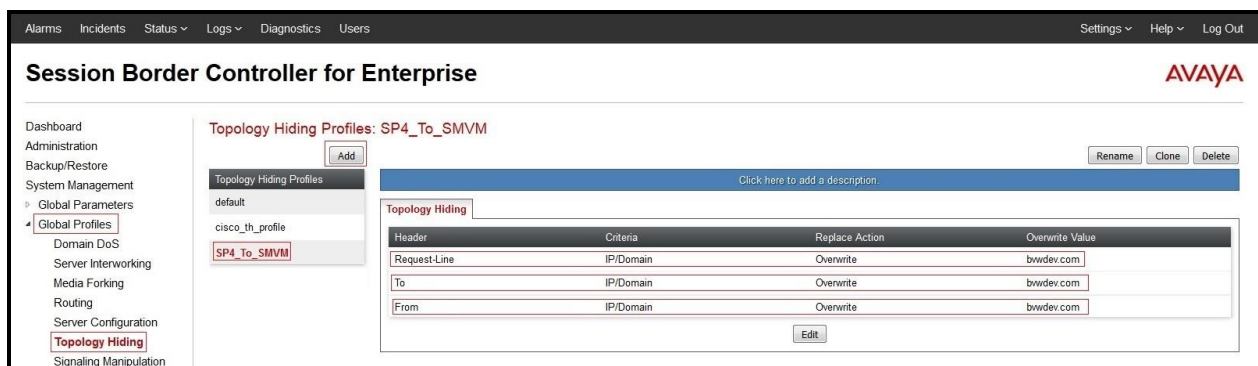 Alarms Incidents Status Logs Diagnostics Users Settings Help Log Out
Session Border Controller for Enterprise
AVAYA
Dashboard
Administration
Backup/Restore
System Management
Global Parameters
Global Profiles
Domain DoS
Server Interworking
Media Forking
Routing
Server Configuration
Topology Hiding
Signaling Manipulation
Topology Hiding Profiles: SP4_To_SMVM
Add
Rename Clone Delete
Topology Hiding Profiles
default
cisco_th_profile
SP4_To_SMVM
Click here to add a description.
Topology Hiding
Header Criteria Replace Action Overwrite Value
Request-Line IP/Domain Overwrite bvwdev.com
To IP/Domain Overwrite bvwdev.com
From IP/Domain Overwrite bvwdev.com
Edit